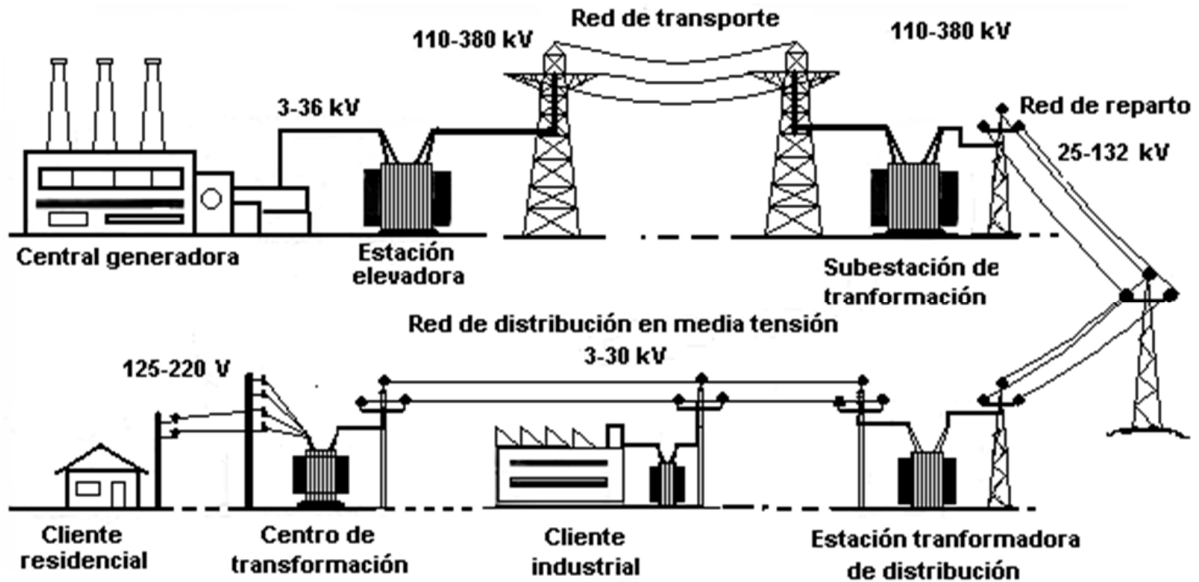 Red de transporte
110-380 kV
110-380 kV
3-36 kV
Red de reparto
25-132 kV
Central generadora
Estación
elevadora
Subestación de
tranformación
Red de distribución en media tensión
3-30 kV
125-220 V
Cliente
residencial
Centro de
transformación
Cliente
industrial
Estación tranformadora
de distribución